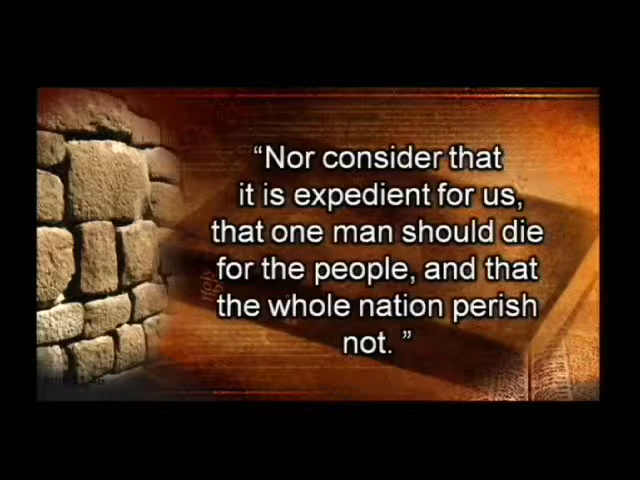 “Nor consider that
it is expedient for us,
that one man should die
for the people, and that
the whole nation perish
not. ”
Holy